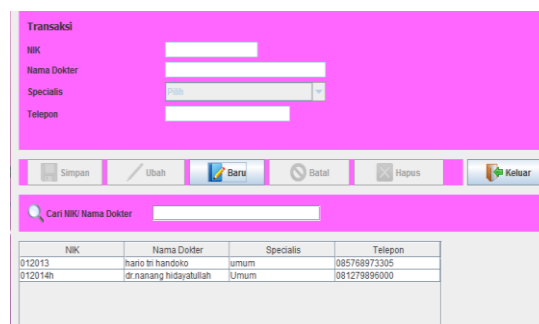 Transaksi
NIK
Nama Dokter
Specialis Pilih
Telepon
Simpan Ubah Baru Batal Hapus Keluar
Cari NIK/ Nama Dokter
NIK Nama Dokter Specialis Telepon
012013 hario tri handoko umum 085768973305
012014h dr.nanang hidayatullah Umum 081279896000